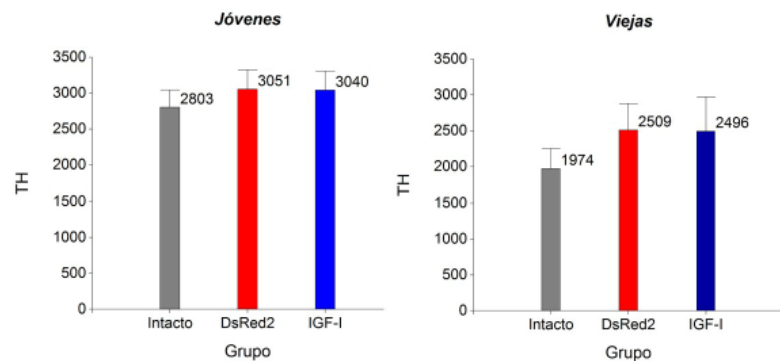 Jóvenes
3500
3000
2500
2000
1500
1000
500
0
TH
2803
3051
3040
Intacto DsRed2 IGF-I
Grupo
Viejas
3500
3000
2500
2000
1500
1000
500
0
TH
1974
2509
2496
Intacto DsRed2 IGF-I
Grupo